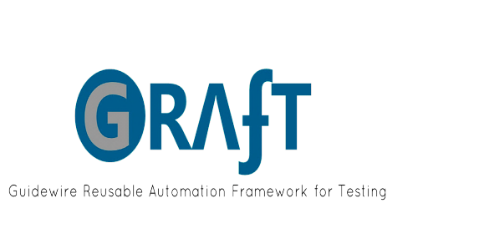 GRAfT
Guidewire Reusable Automation Framework for Testing